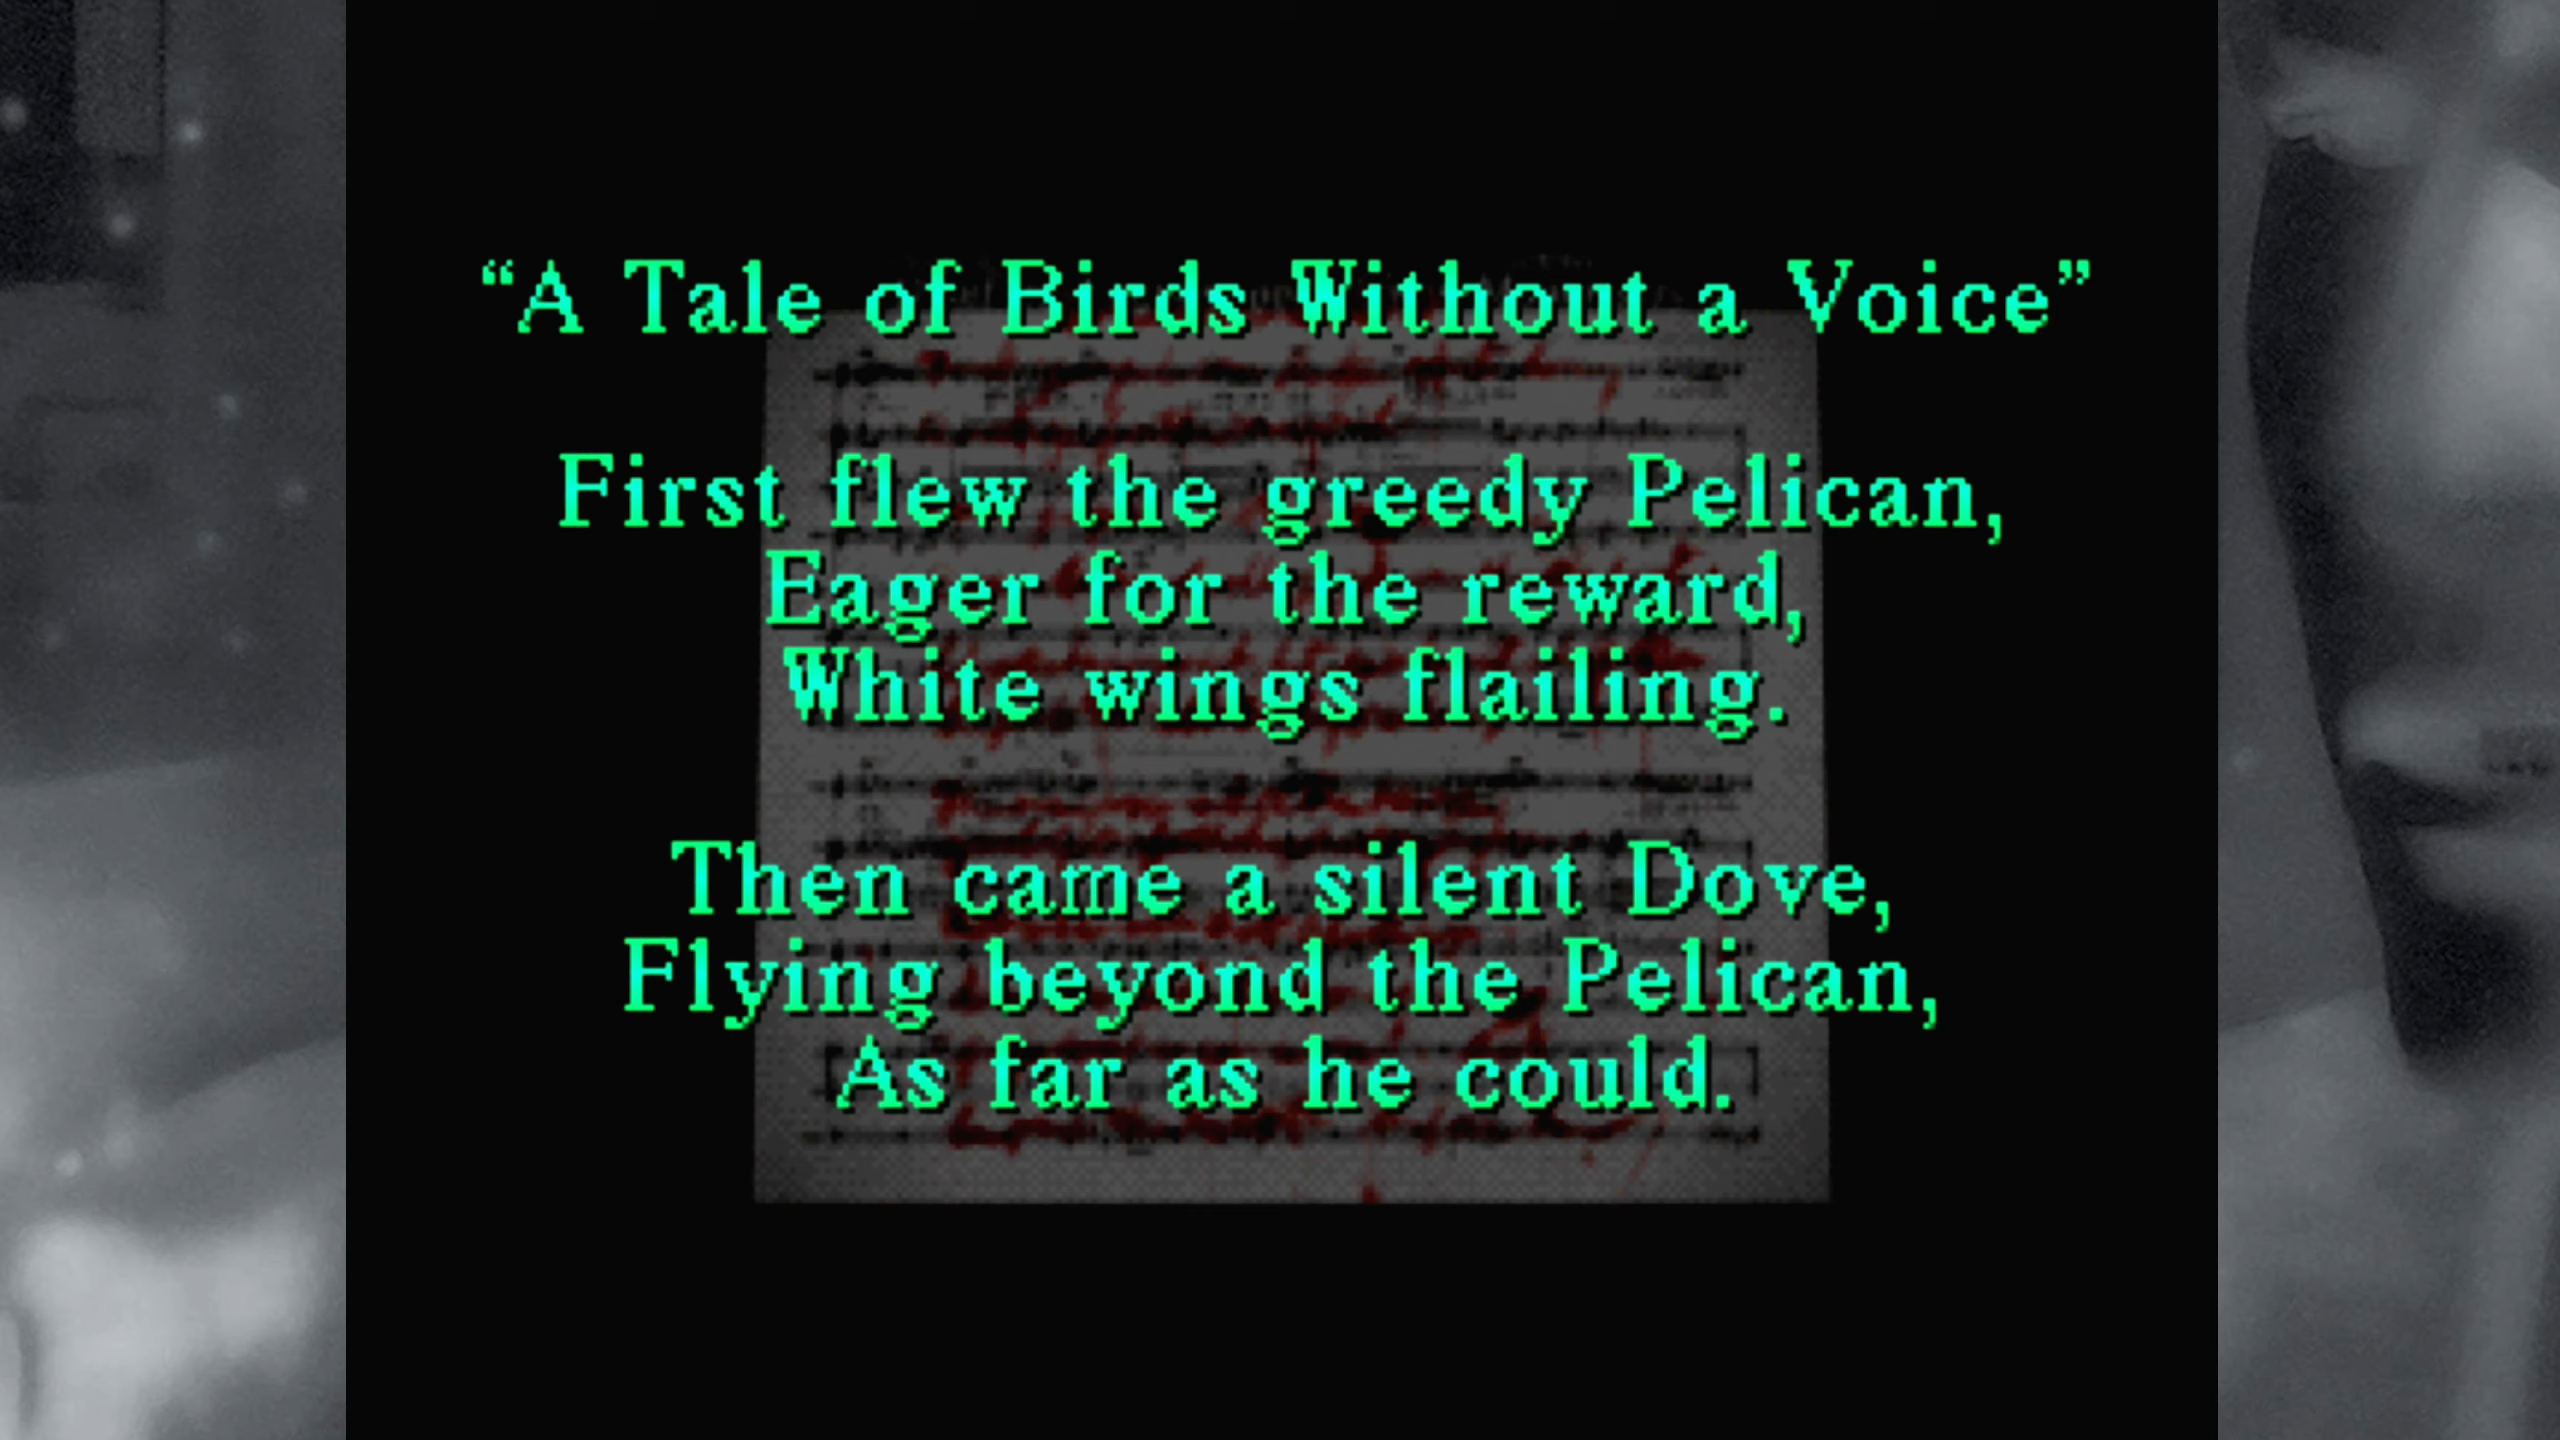 “A Tale of Birds Without a Voice”
First flew the greedy Pelican,
Eager for the reward,
White wings flailing.
Then came a silent Dove,
Flying beyond the Pelican,
As far as he could.